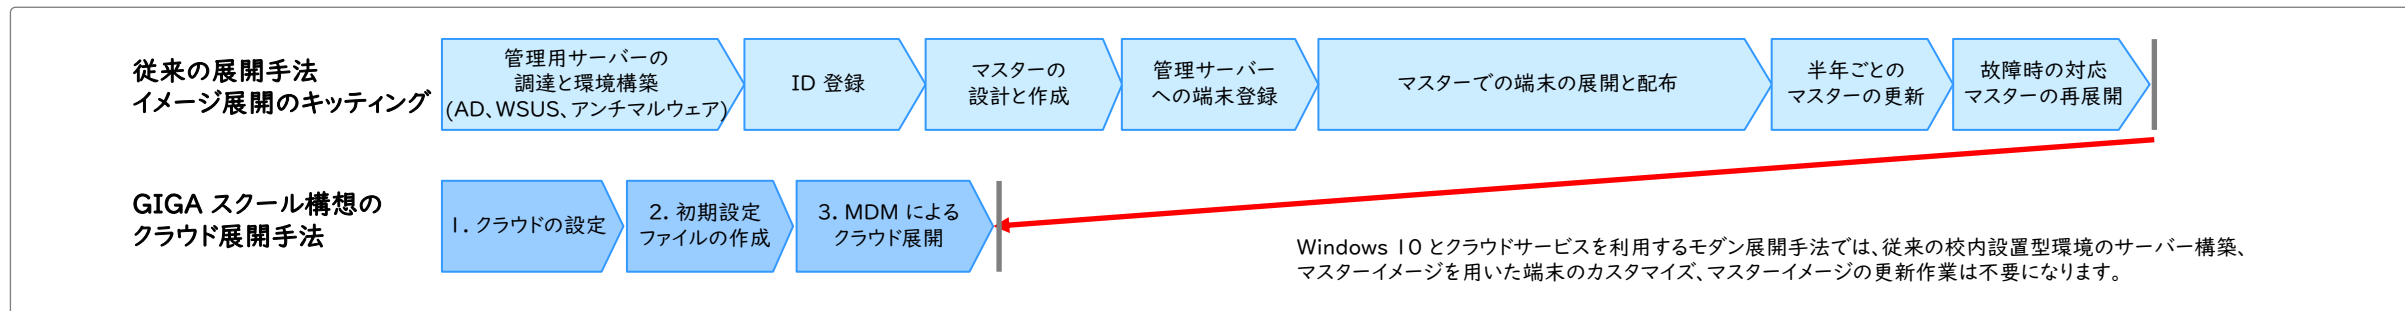 従来の展開手法
イメージ展開のキッティング
管理用サーバーの
調達と環境構築
(AD、WSUS、アンチマルウェア)
ID 登録
マスターの
設計と作成
管理サーバー
への端末登録
マスターでの端末の展開と配布
半年ごとの
マスターの更新
故障時の対応
マスターの再展開
GIGA スクール構想の
クラウド展開手法
1. クラウドの設定
2. 初期設定
ファイルの作成
3. MDM による
クラウド展開
Windows 10 とクラウドサービスを利用するモダン展開手法では、従来の校内設置型環境のサーバー構築、
マスターイメージを用いた端末のカスタマイズ、マスターイメージの更新作業は不要になります。